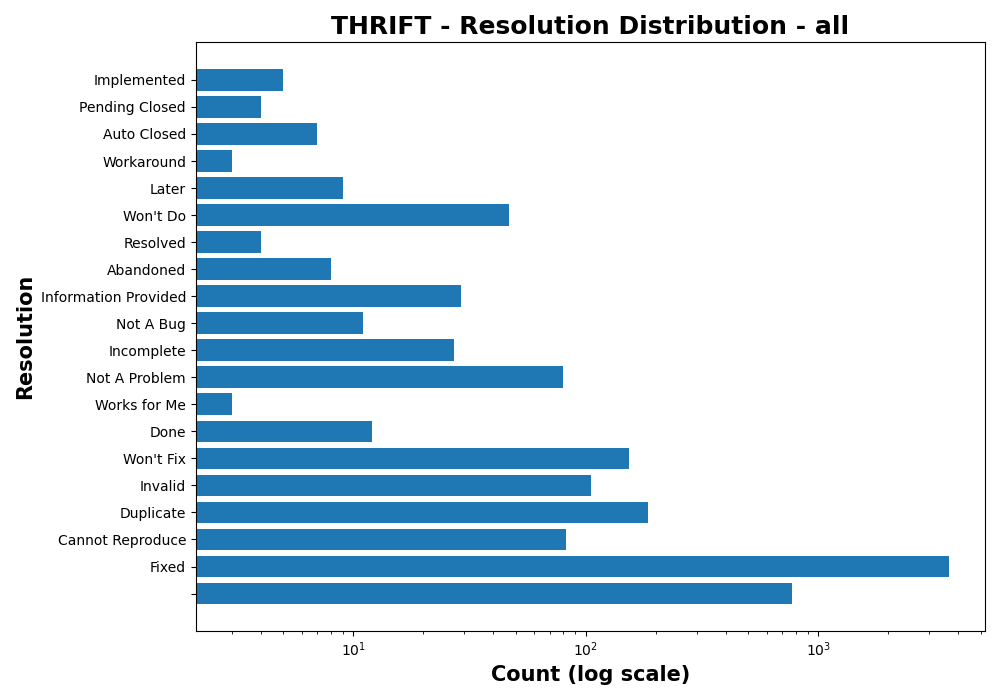 THRIFT - Resolution Distribution - all
Implemented
Pending Closed
Auto Closed
Workaround
Later
Won't Do
Resolved
Abandoned
Information Provided
Not A Bug
Incomplete
Not A Problem
Works for Me
Done
Won't Fix
Invalid
Duplicate
Cannot Reproduce
Fixed
Resolution
10¹ 10² 10³
Count (log scale)